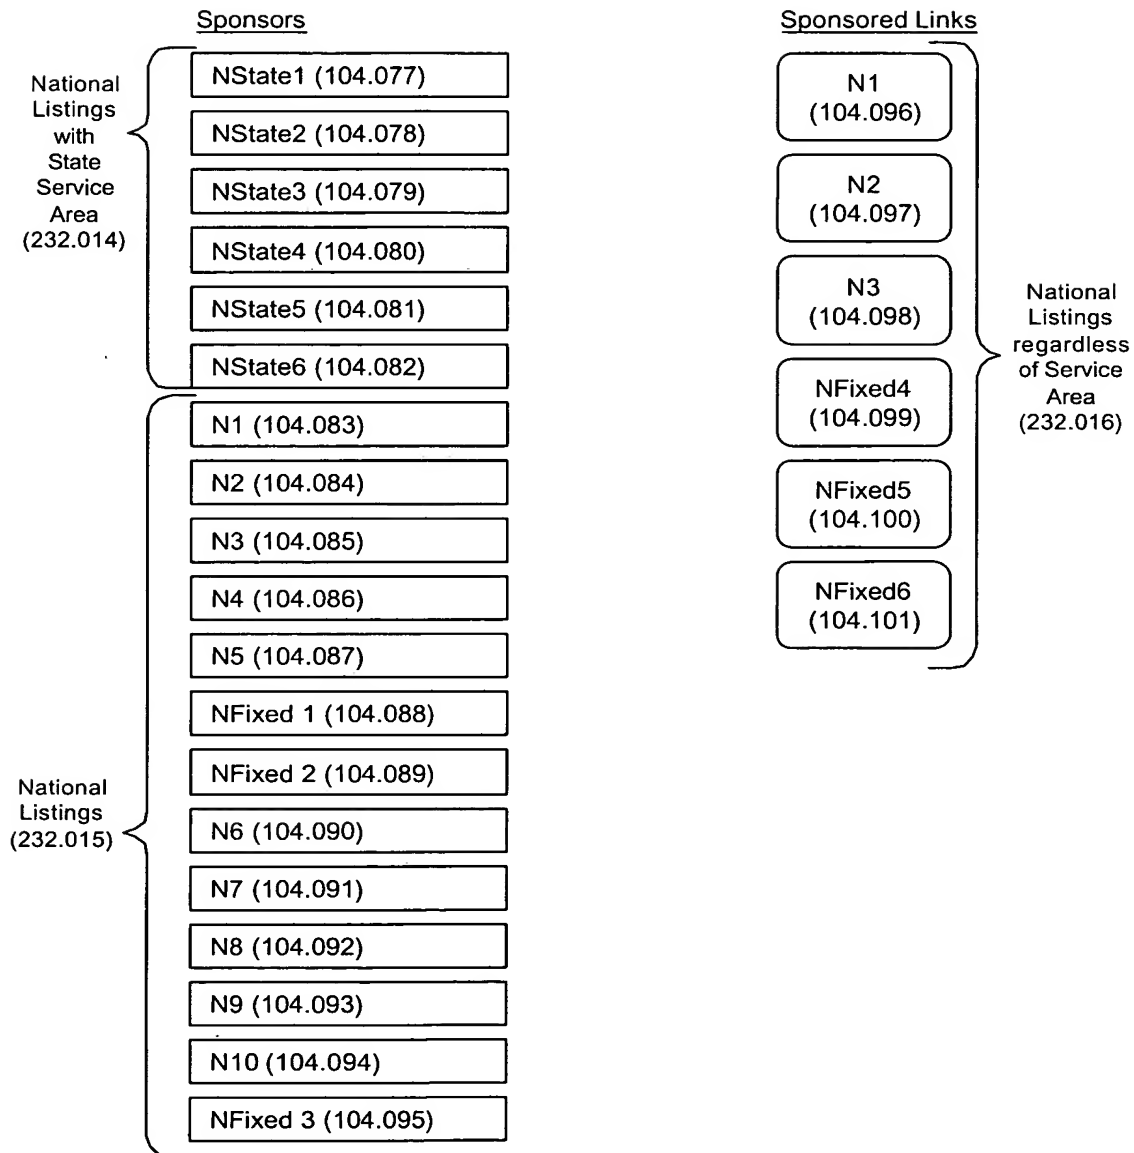 Sponsors
National
Listings
with
State
Service
Area
(232.014)
NState1 (104.077)
NState2 (104.078)
NState3 (104.079)
NState4 (104.080)
NState5 (104.081)
NState6 (104.082)
National
Listings
(232.015)
N1 (104.083)
N2 (104.084)
N3 (104.085)
N4 (104.086)
N5 (104.087)
NFixed 1 (104.088)
NFixed 2 (104.089)
N6 (104.090)
N7 (104.091)
N8 (104.092)
N9 (104.093)
N10 (104.094)
NFixed 3 (104.095)
Sponsored Links
N1
(104.096)
N2
(104.097)
N3
(104.098)
NFixed4
(104.099)
NFixed5
(104.100)
NFixed6
(104.101)
National
Listings
regardless
of Service
Area
(232.016)